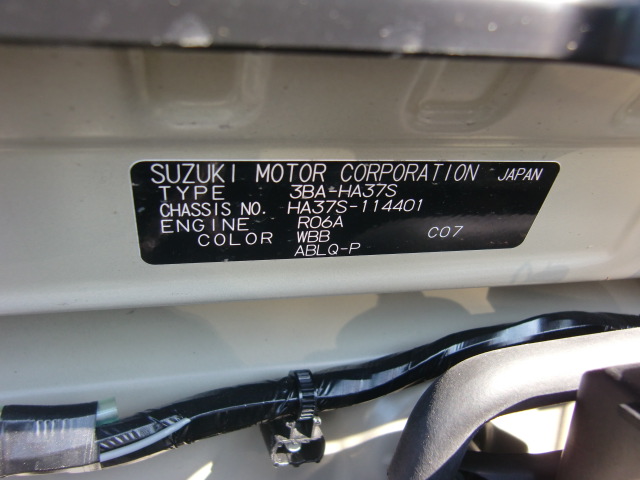 SUZUKI MOTOR CORPORATION JAPAN
TYPE 3BA-HA37S
CHASSIS NO. HA37S-114401
ENGINE R06A
COLOR WBB C07
ABLQ-P